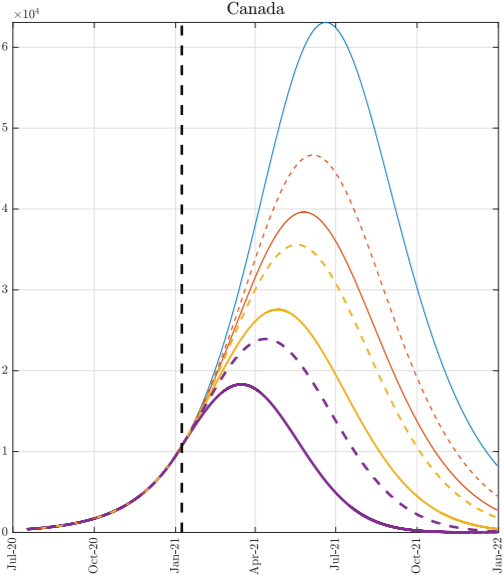 Canada
×10⁴
6
5
4
3
2
1
0
Jul-20
Oct-20
Jan-21
Apr-21
Jul-21
Oct-21
Jan-22